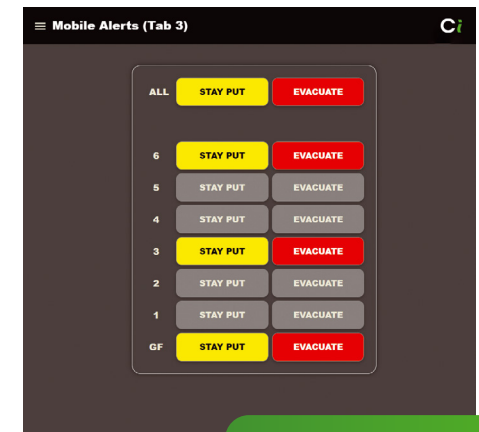 ≡ Mobile Alerts (Tab 3) Ci
ALL STAY PUT EVACUATE
6 STAY PUT EVACUATE
5 STAY PUT EVACUATE
4 STAY PUT EVACUATE
3 STAY PUT EVACUATE
2 STAY PUT EVACUATE
1 STAY PUT EVACUATE
GF STAY PUT EVACUATE